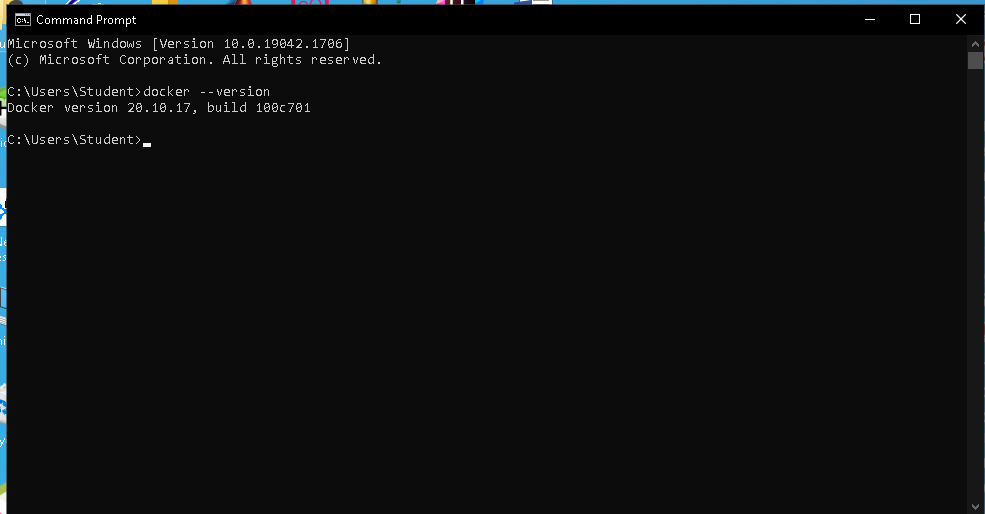 Command Prompt
Microsoft Windows [Version 10.0.19042.1706]
(c) Microsoft Corporation. All rights reserved.
C:\Users\Student>docker --version
Docker version 20.10.17, build 100c701
C:\Users\Student>